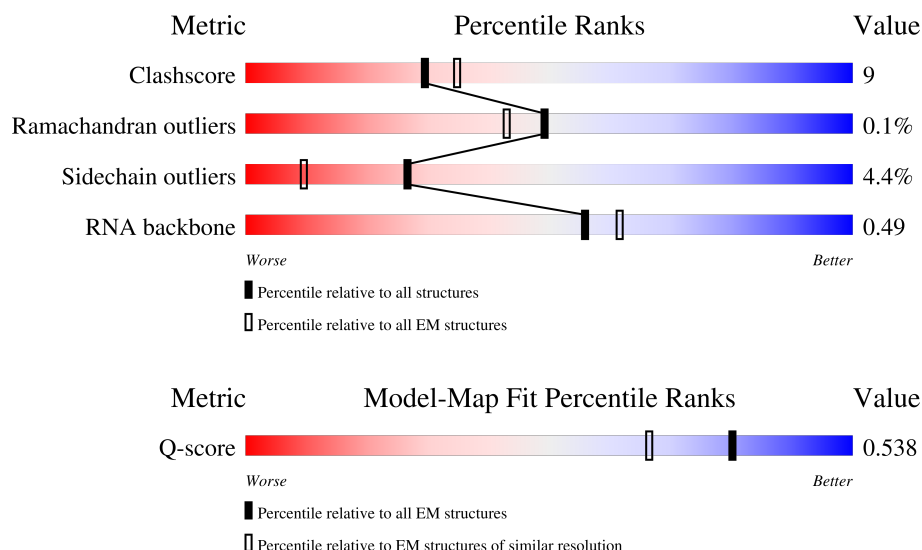 Metric Percentile Ranks Value
Clashscore 9
Ramachandran outliers 0.1%
Sidechain outliers 4.4%
RNA backbone 0.49
Worse Better
Percentile relative to all structures
Percentile relative to all EM structures
Metric Model-Map Fit Percentile Ranks Value
Q-score 0.538
Worse Better
Percentile relative to all EM structures
Percentile relative to EM structures of similar resolution